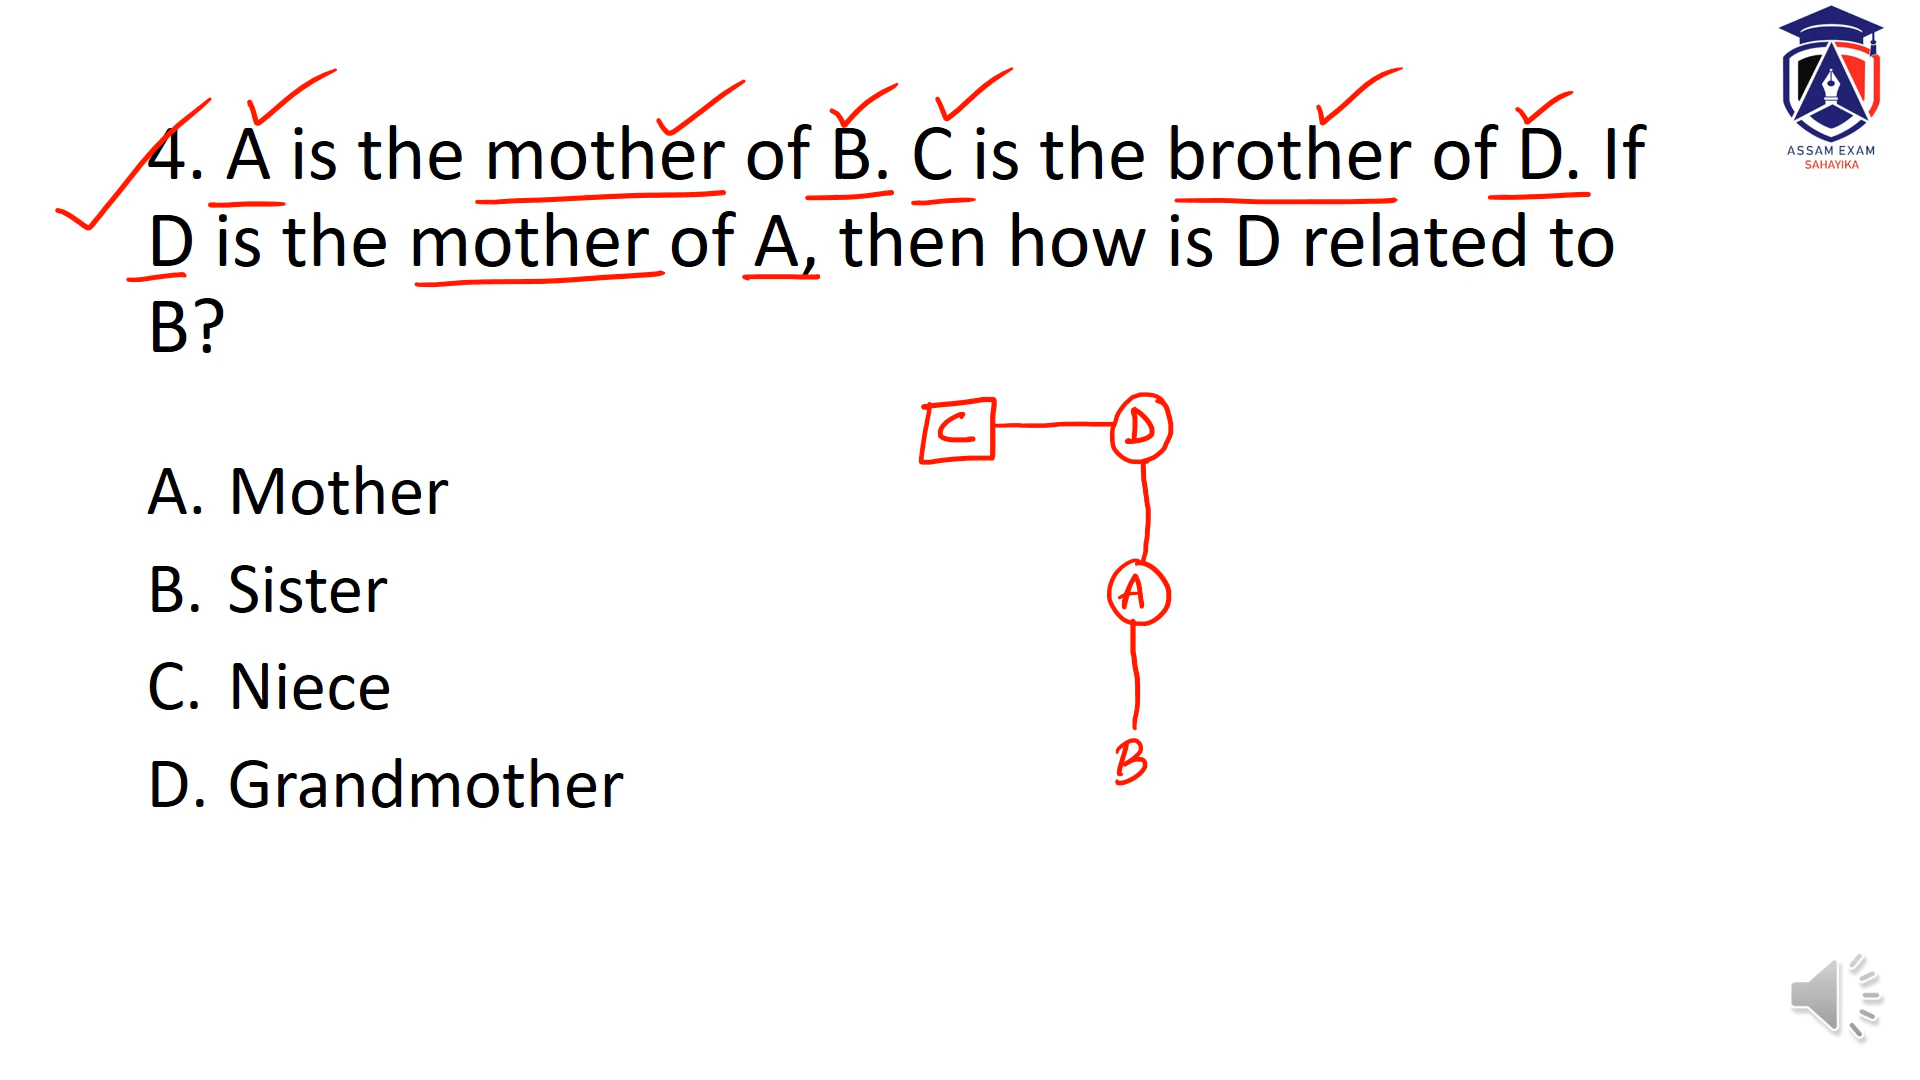 4. A is the mother of B. C is the brother of D. If
D is the mother of A, then how is D related to
B?
A. Mother
B. Sister
C. Niece
D. Grandmother
C
D
A
B
ASSAM EXAM
SAHAYIKA